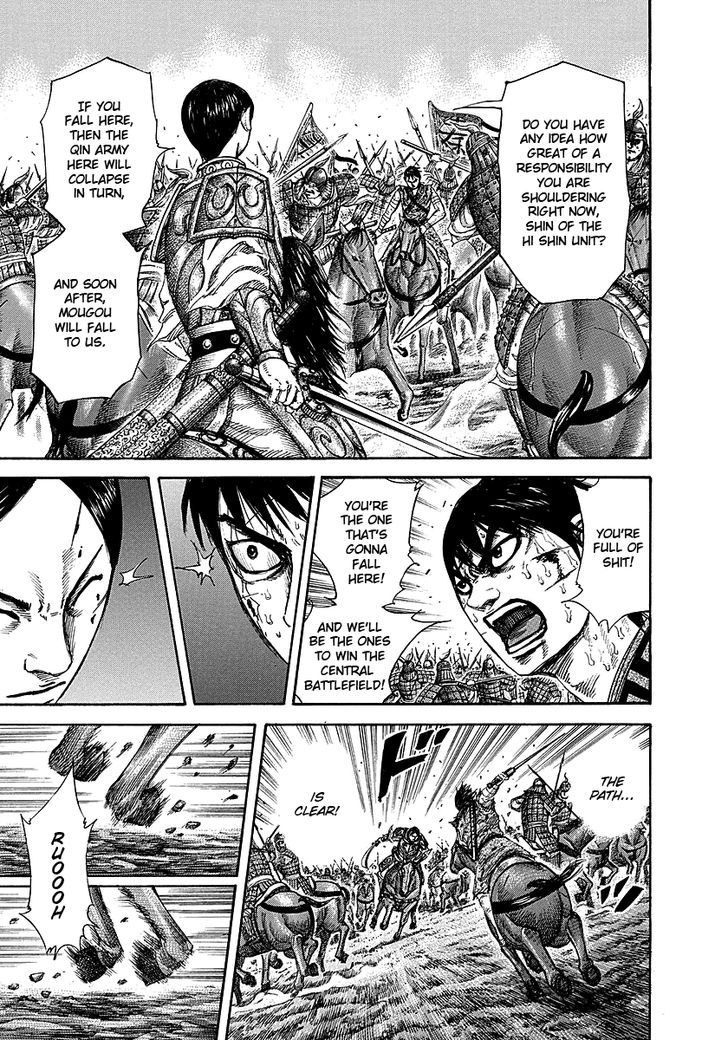 DO YOU HAVE
ANY IDEA HOW
GREAT OF A
RESPONSIBILITY
YOU ARE
SHOULDERING
RIGHT NOW,
SHIN OF THE
HI SHIN UNIT?
IF YOU
FALL HERE,
THEN THE
QIN ARMY
HERE WILL
COLLAPSE
IN TURN,
AND SOON
AFTER,
MOUGOU
WILL FALL
TO US.
YOU'RE
FULL OF
SHIT!
YOU'RE
THE ONE
THAT'S
GONNA
FALL
HERE!
AND WE'LL
BE THE ONES
TO WIN THE
CENTRAL
BATTLEFIELD!
THE
PATH...
IS
CLEAR!
ドド
RUOOOH